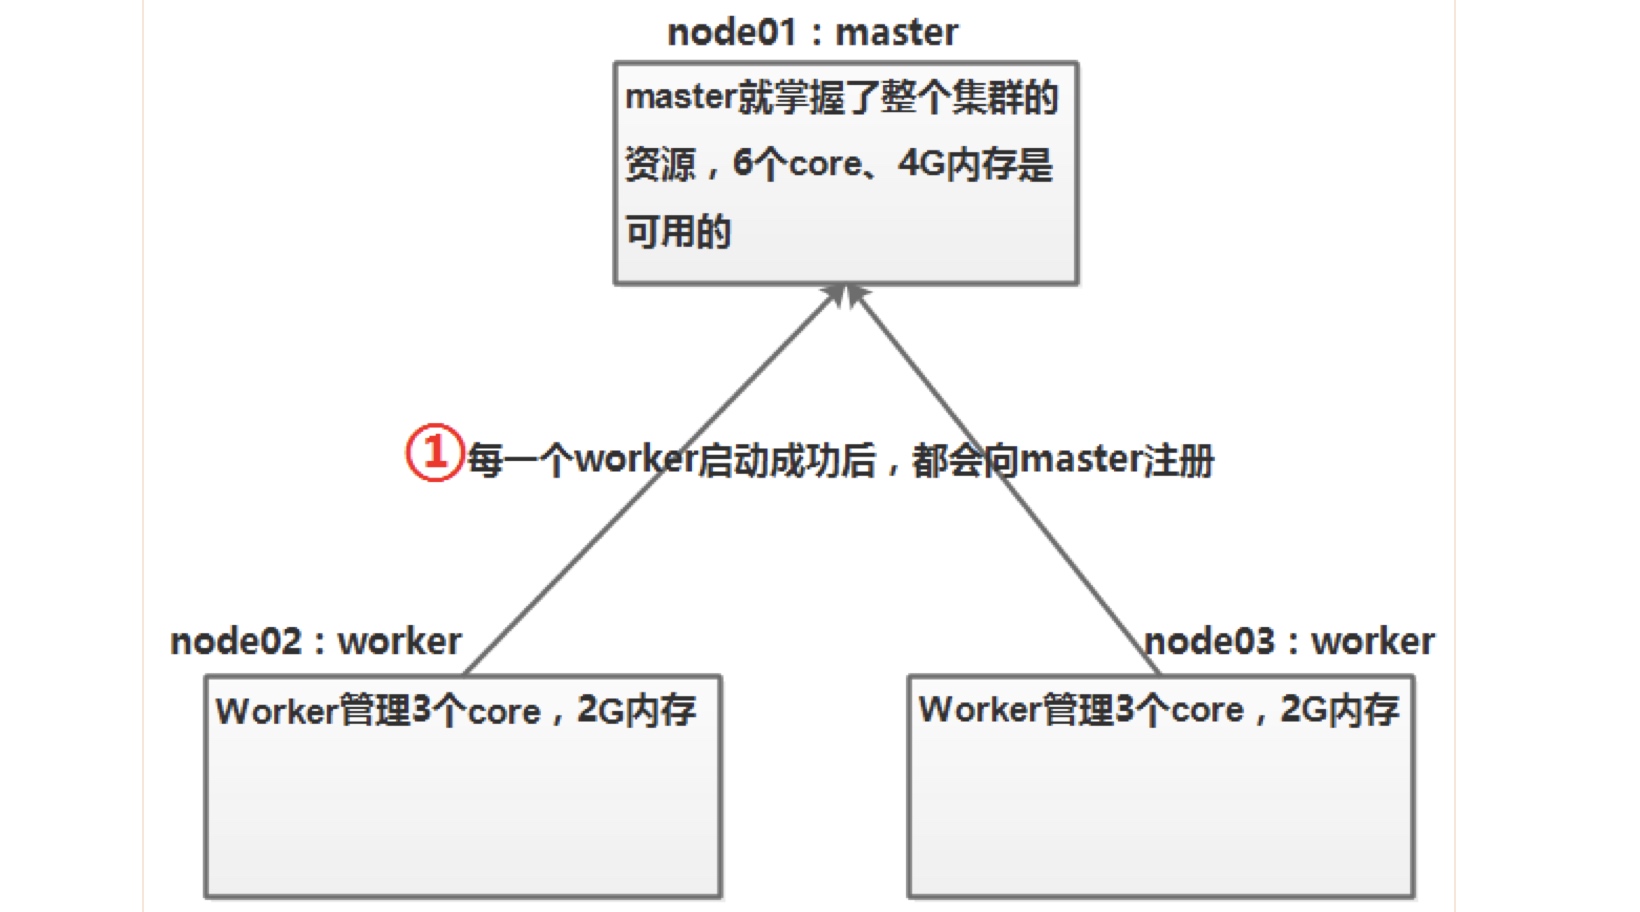 node01：master
master就掌握了整个集群的
资源，6个core、4G内存是
可用的
①每一个worker启动成功后，都会向master注册
node02：worker
node03：worker
Worker管理3个core，2G内存
Worker管理3个core，2G内存